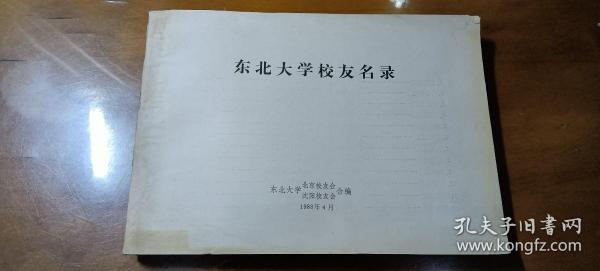 东北大学校友名录
东北大学北京校友会沈阳校友会合编
1988年4月
孔夫子旧书网
www.kongfz.com